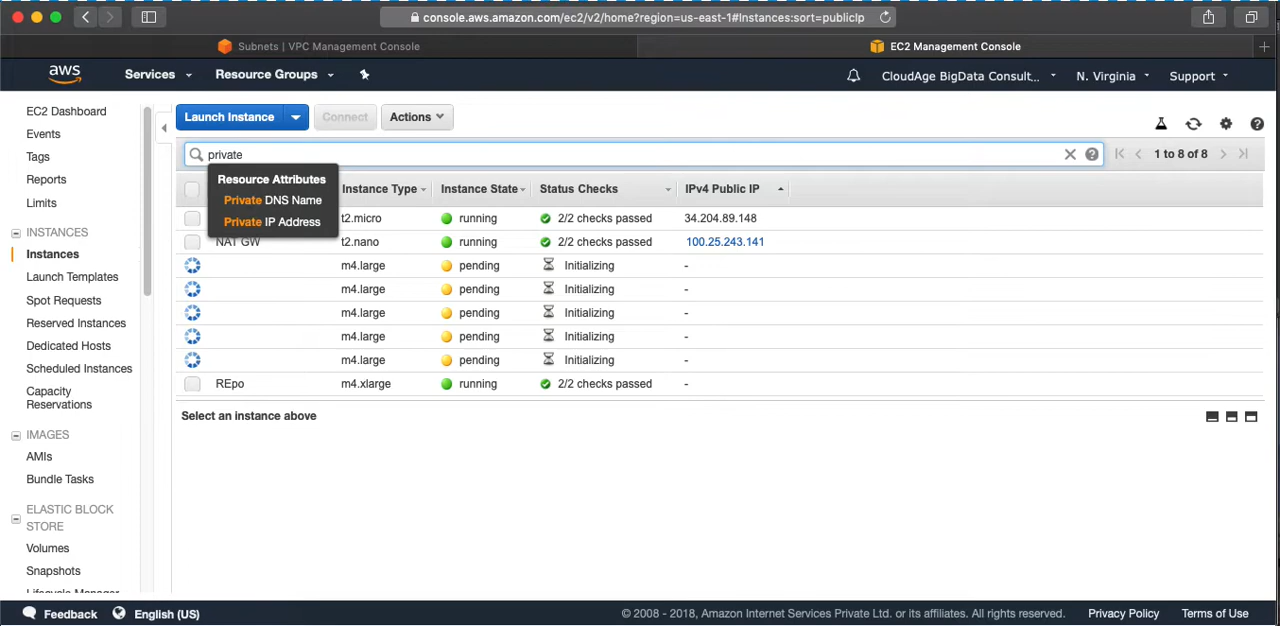 console.aws.amazon.com/ec2/v2/home?region=us-east-1#Instances:sort=publicIp
Subnets | VPC Management Console
EC2 Management Console
aws
Services
Resource Groups
CloudAge BigData Consult...
N. Virginia
Support
EC2 Dashboard
Events
Tags
Reports
Limits
INSTANCES
Instances
Launch Templates
Spot Requests
Reserved Instances
Dedicated Hosts
Scheduled Instances
Capacity
Reservations
IMAGES
AMIs
Bundle Tasks
ELASTIC BLOCK
STORE
Volumes
Snapshots
Lifecycle Manager
Launch Instance
Connect
Actions
private
1 to 8 of 8
Resource Attributes
Private DNS Name
Private IP Address
Instance Type Instance State Status Checks IPv4 Public IP
t2.micro running 2/2 checks passed 34.204.89.148
NAT GW t2.nano running 2/2 checks passed 100.25.243.141
m4.large pending Initializing -
m4.large pending Initializing -
m4.large pending Initializing -
m4.large pending Initializing -
m4.large pending Initializing -
REpo m4.xlarge running 2/2 checks passed -
Select an instance above
Feedback
English (US)
© 2008 - 2018, Amazon Internet Services Private Ltd. or its affiliates. All rights reserved.
Privacy Policy
Terms of Use